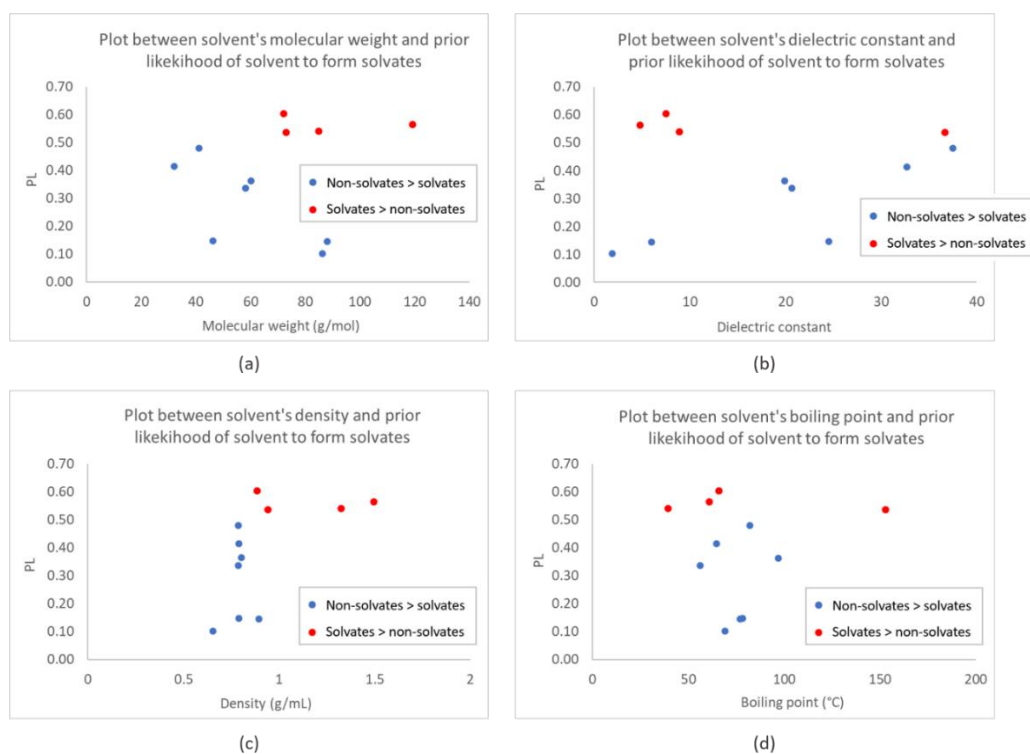 Plot between solvent's molecular weight and prior
likekihood of solvent to form solvates
0.70
0.60
0.50
0.40
0.30
0.20
0.10
0.00
PL
Non-solvates > solvates
Solvates > non-solvates
0 20 40 60 80 100 120 140
Molecular weight (g/mol)
(a)
Plot between solvent's dielectric constant and
prior likekihood of solvent to form solvates
0.70
0.60
0.50
0.40
0.30
0.20
0.10
0.00
PL
Non-solvates > solvates
Solvates > non-solvates
0 10 20 30 40
Dielectric constant
(b)
Plot between solvent's density and prior
likekihood of solvent to form solvates
0.70
0.60
0.50
0.40
0.30
0.20
0.10
0.00
PL
Non-solvates > solvates
Solvates > non-solvates
0 0.5 1 1.5 2
Density (g/mL)
(c)
Plot between solvent's boiling point and prior
likekihood of solvent to form solvates
0.70
0.60
0.50
0.40
0.30
0.20
0.10
0.00
PL
Non-solvates > solvates
Solvates > non-solvates
0 50 100 150 200
Boiling point (°C)
(d)